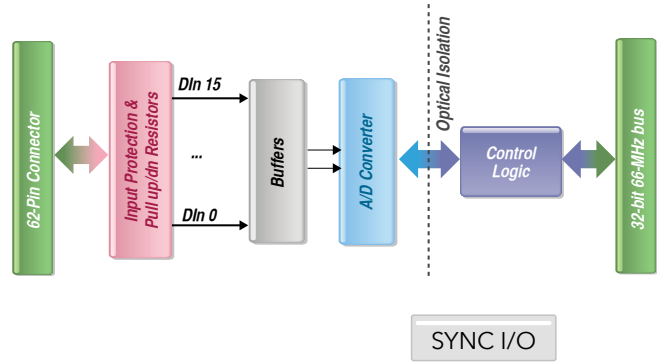 62-Pin Connector
Input Protection &
Pull up/dn Resistors
DIn 15
...
DIn 0
Buffers
A/D Converter
Optical Isolation
Control
Logic
32-bit 66-MHz bus
SYNC I/O